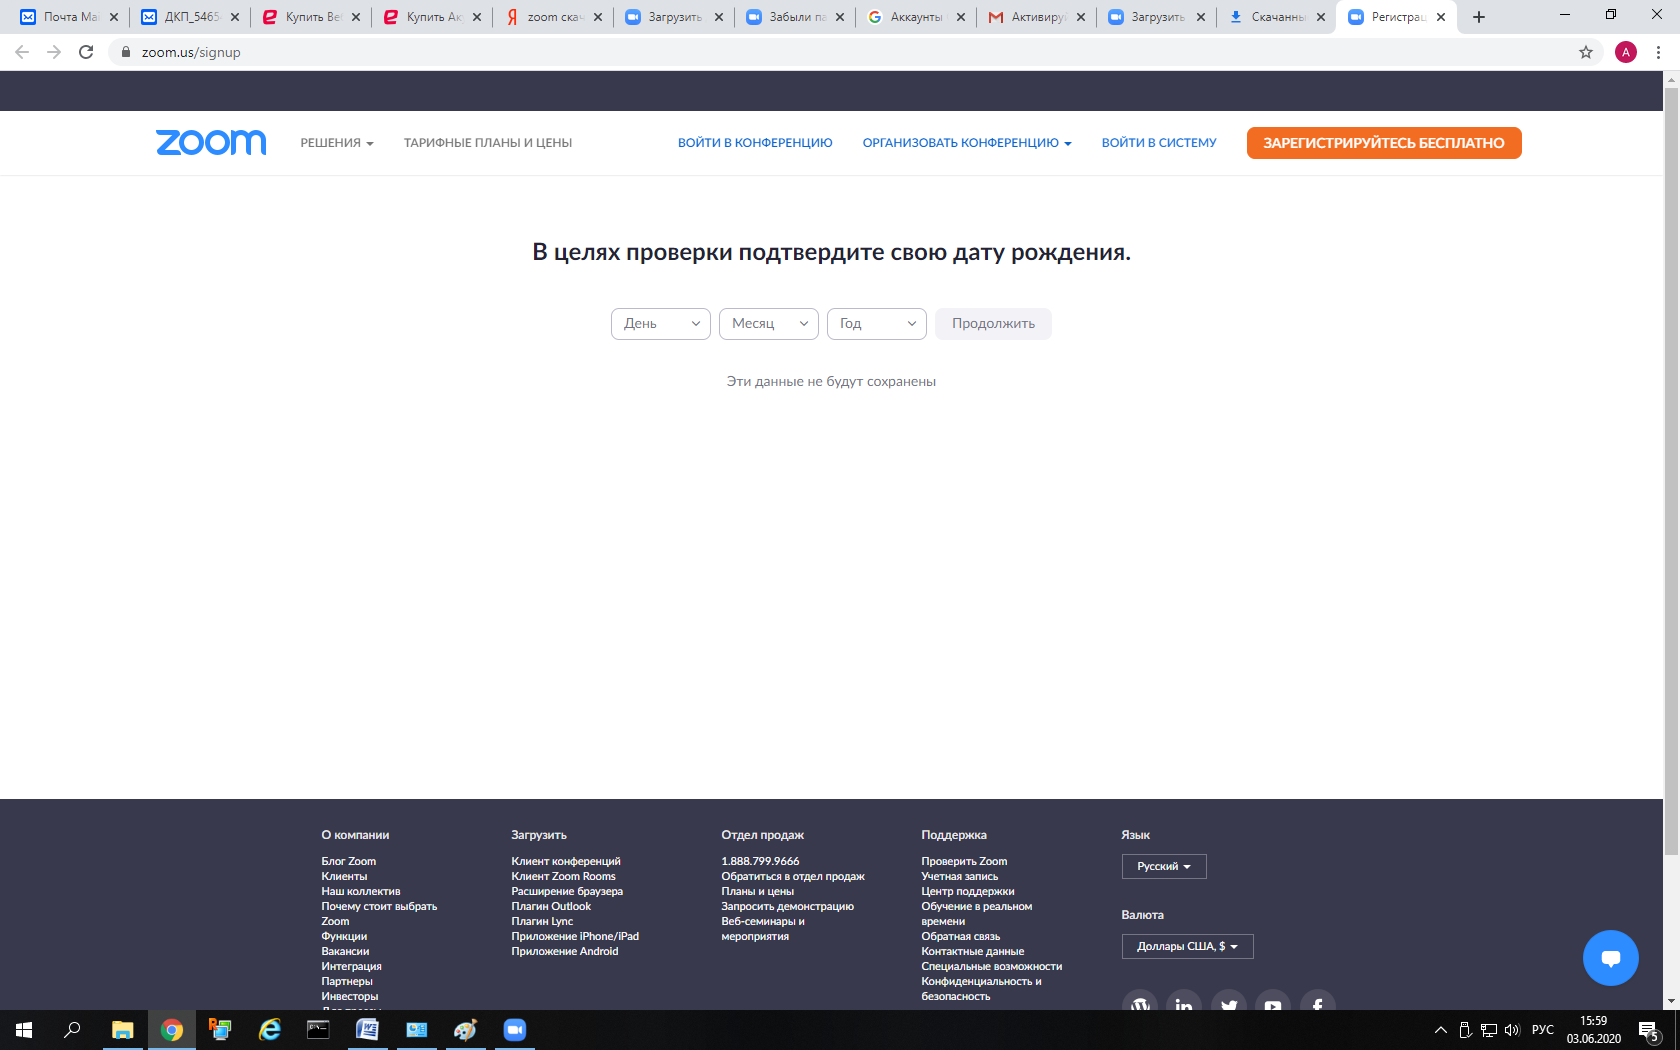 Почта Mai
ДКП_5465-
Купить Ве
Купить Ак
zoom скач
Загрузить
Забыли па
Аккаунты
Активируй
Загрузить
Скачанны
Регистрац
zoom.us/signup
A
zoom
РЕШЕНИЯ
ТАРИФНЫЕ ПЛАНЫ И ЦЕНЫ
ВОЙТИ В КОНФЕРЕНЦИЮ
ОРГАНИЗОВАТЬ КОНФЕРЕНЦИЮ
ВОЙТИ В СИСТЕМУ
ЗАРЕГИСТРИРУЙТЕСЬ БЕСПЛАТНО
В целях проверки подтвердите свою дату рождения.
День
Месяц
Год
Продолжить
Эти данные не будут сохранены
О компании
Блог Zoom
Клиенты
Наш коллектив
Почему стоит выбрать
Zoom
Функции
Вакансии
Интеграция
Партнеры
Инвесторы
Загрузить
Клиент конференций
Клиент Zoom Rooms
Расширение браузера
Плагин Outlook
Плагин Lync
Приложение iPhone/iPad
Приложение Android
Отдел продаж
1.888.799.9666
Обратиться в отдел продаж
Планы и цены
Запросить демонстрацию
Веб-семинары и
мероприятия
Поддержка
Проверить Zoom
Учетная запись
Центр поддержки
Обучение в реальном
времени
Обратная связь
Контактные данные
Специальные возможности
Конфиденциальность и
безопасность
Язык
Русский
Валюта
Доллары США, $
РУС
15:59
03.06.2020
5